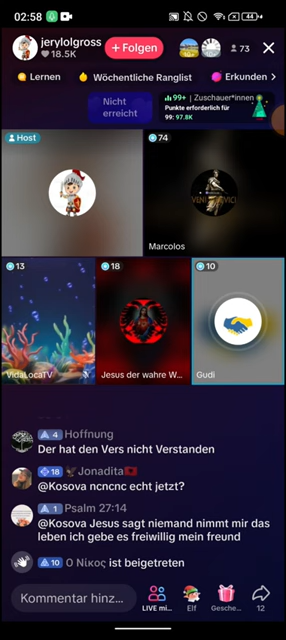 02:58
44
jerylolgross
18.5K
+ Folgen
73
Lernen
Wöchentliche Rangliste
Erkunden
Nicht
erreicht
99+ | Zuschauer*innen
Punkte erforderlich für
99: 97.8K
Host
74
VENI VICI
Marcolos
13
18
10
VidaLocaTV
Jesus der wahre W...
Gudi
4 Hoffnung
Der hat den Vers nicht Verstanden
18 Jonadita
@Kosova ncncnc echt jetzt?
1 Psalm 27:14
@Kosova Jesus sagt niemand nimmt mir das
leben ich gebe es freiwillig mein freund
10 Ο Νίκος ist beigetreten
Kommentar hinz...
LIVE mi...
Elf
Gesche...
12